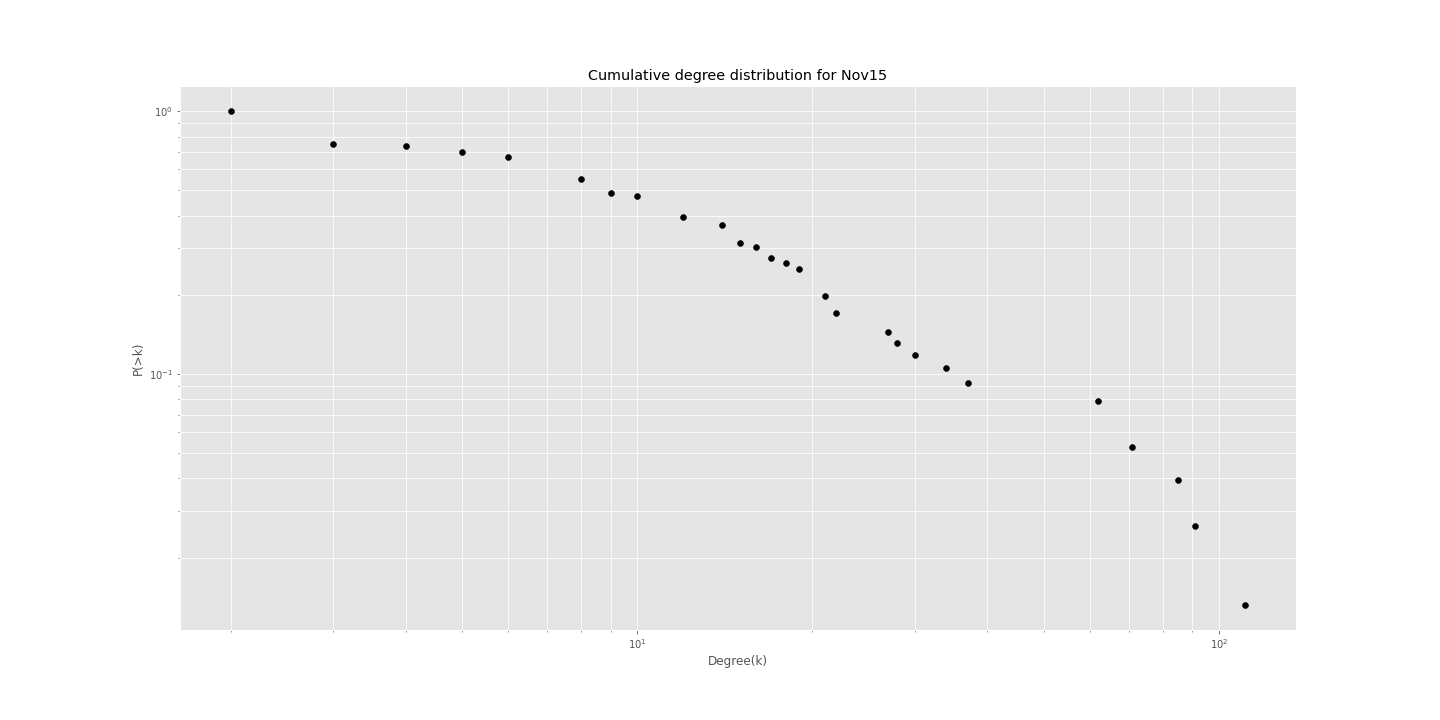 Cumulative degree distribution for Nov15
10⁰
P(>k)
10⁻¹
10¹
10²
Degree(k)